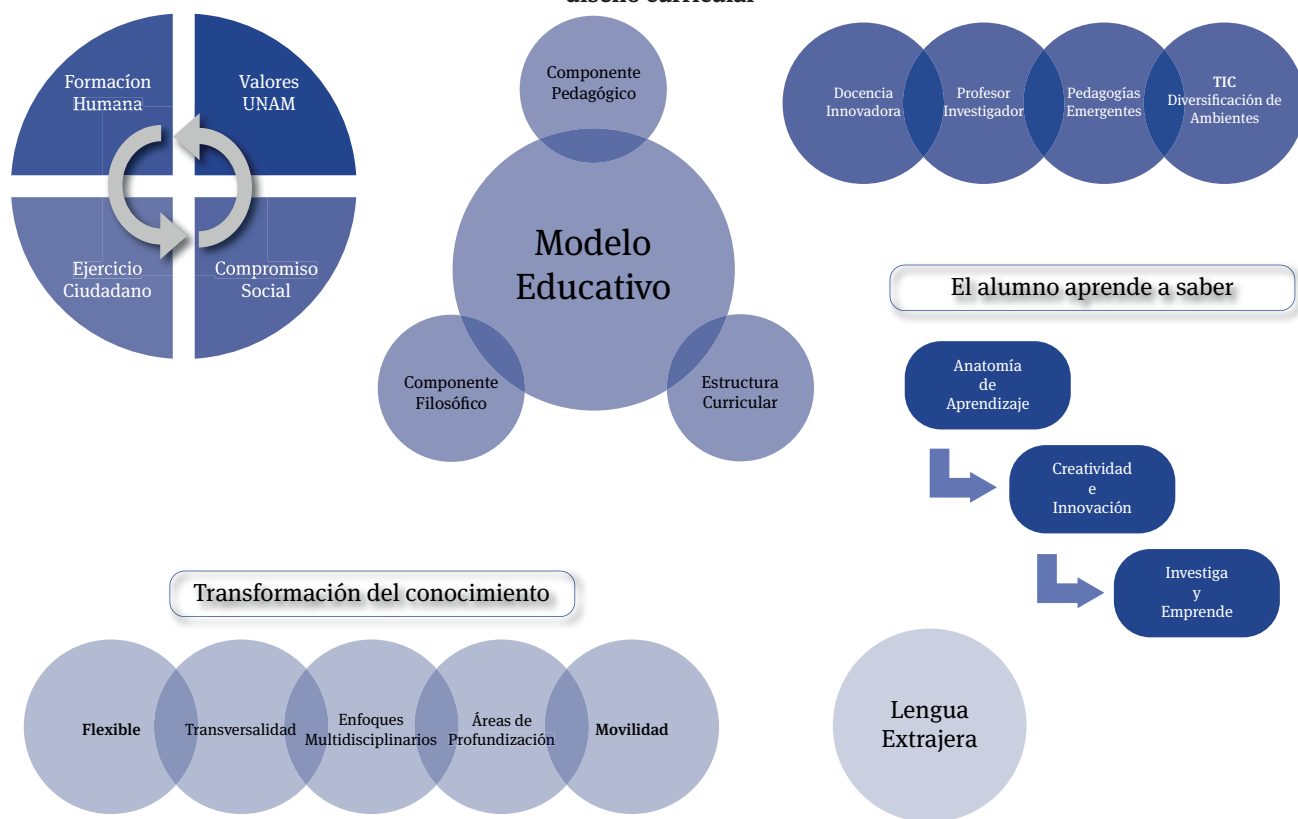 diseño curricular
Formacíon
Humana
Valores
UNAM
Ejercicio
Ciudadano
Compromiso
Social
Componente
Pedagógico
Modelo
Educativo
Componente
Filosófico
Estructura
Curricular
Docencia
Innovadora
Profesor
Investigador
Pedagogías
Emergentes
TIC
Diversificación de
Ambientes
El alumno aprende a saber
Anatomía
de
Aprendizaje
Creatividad
e
Innovación
Investiga
y
Emprende
Transformación del conocimiento
Flexible
Transversalidad
Enfoques
Multidisciplinarios
Áreas de
Profundización
Movilidad
Lengua
Extrajera